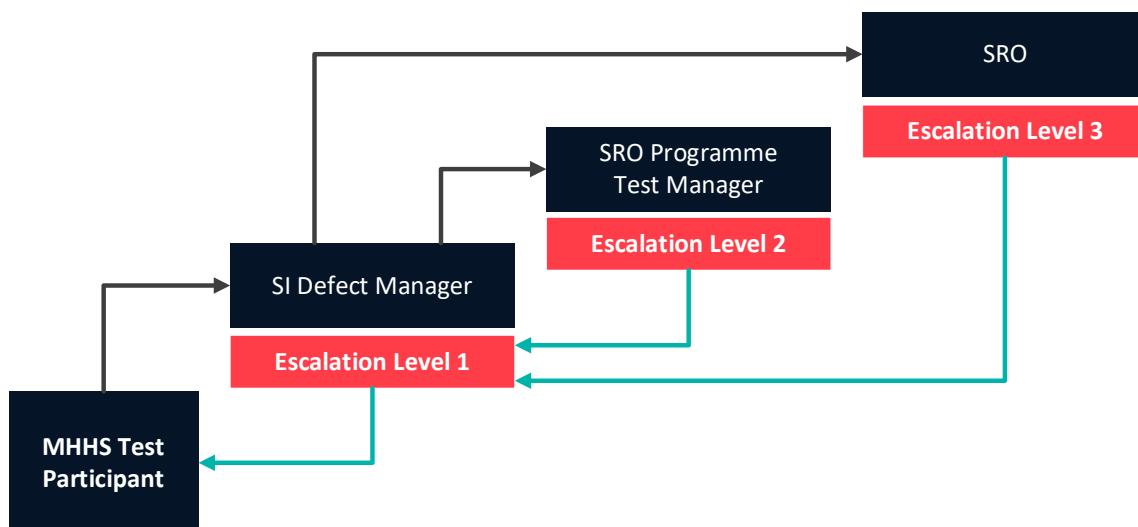 SRO
Escalation Level 3
SRO Programme
Test Manager
Escalation Level 2
SI Defect Manager
Escalation Level 1
MHHS Test
Participant